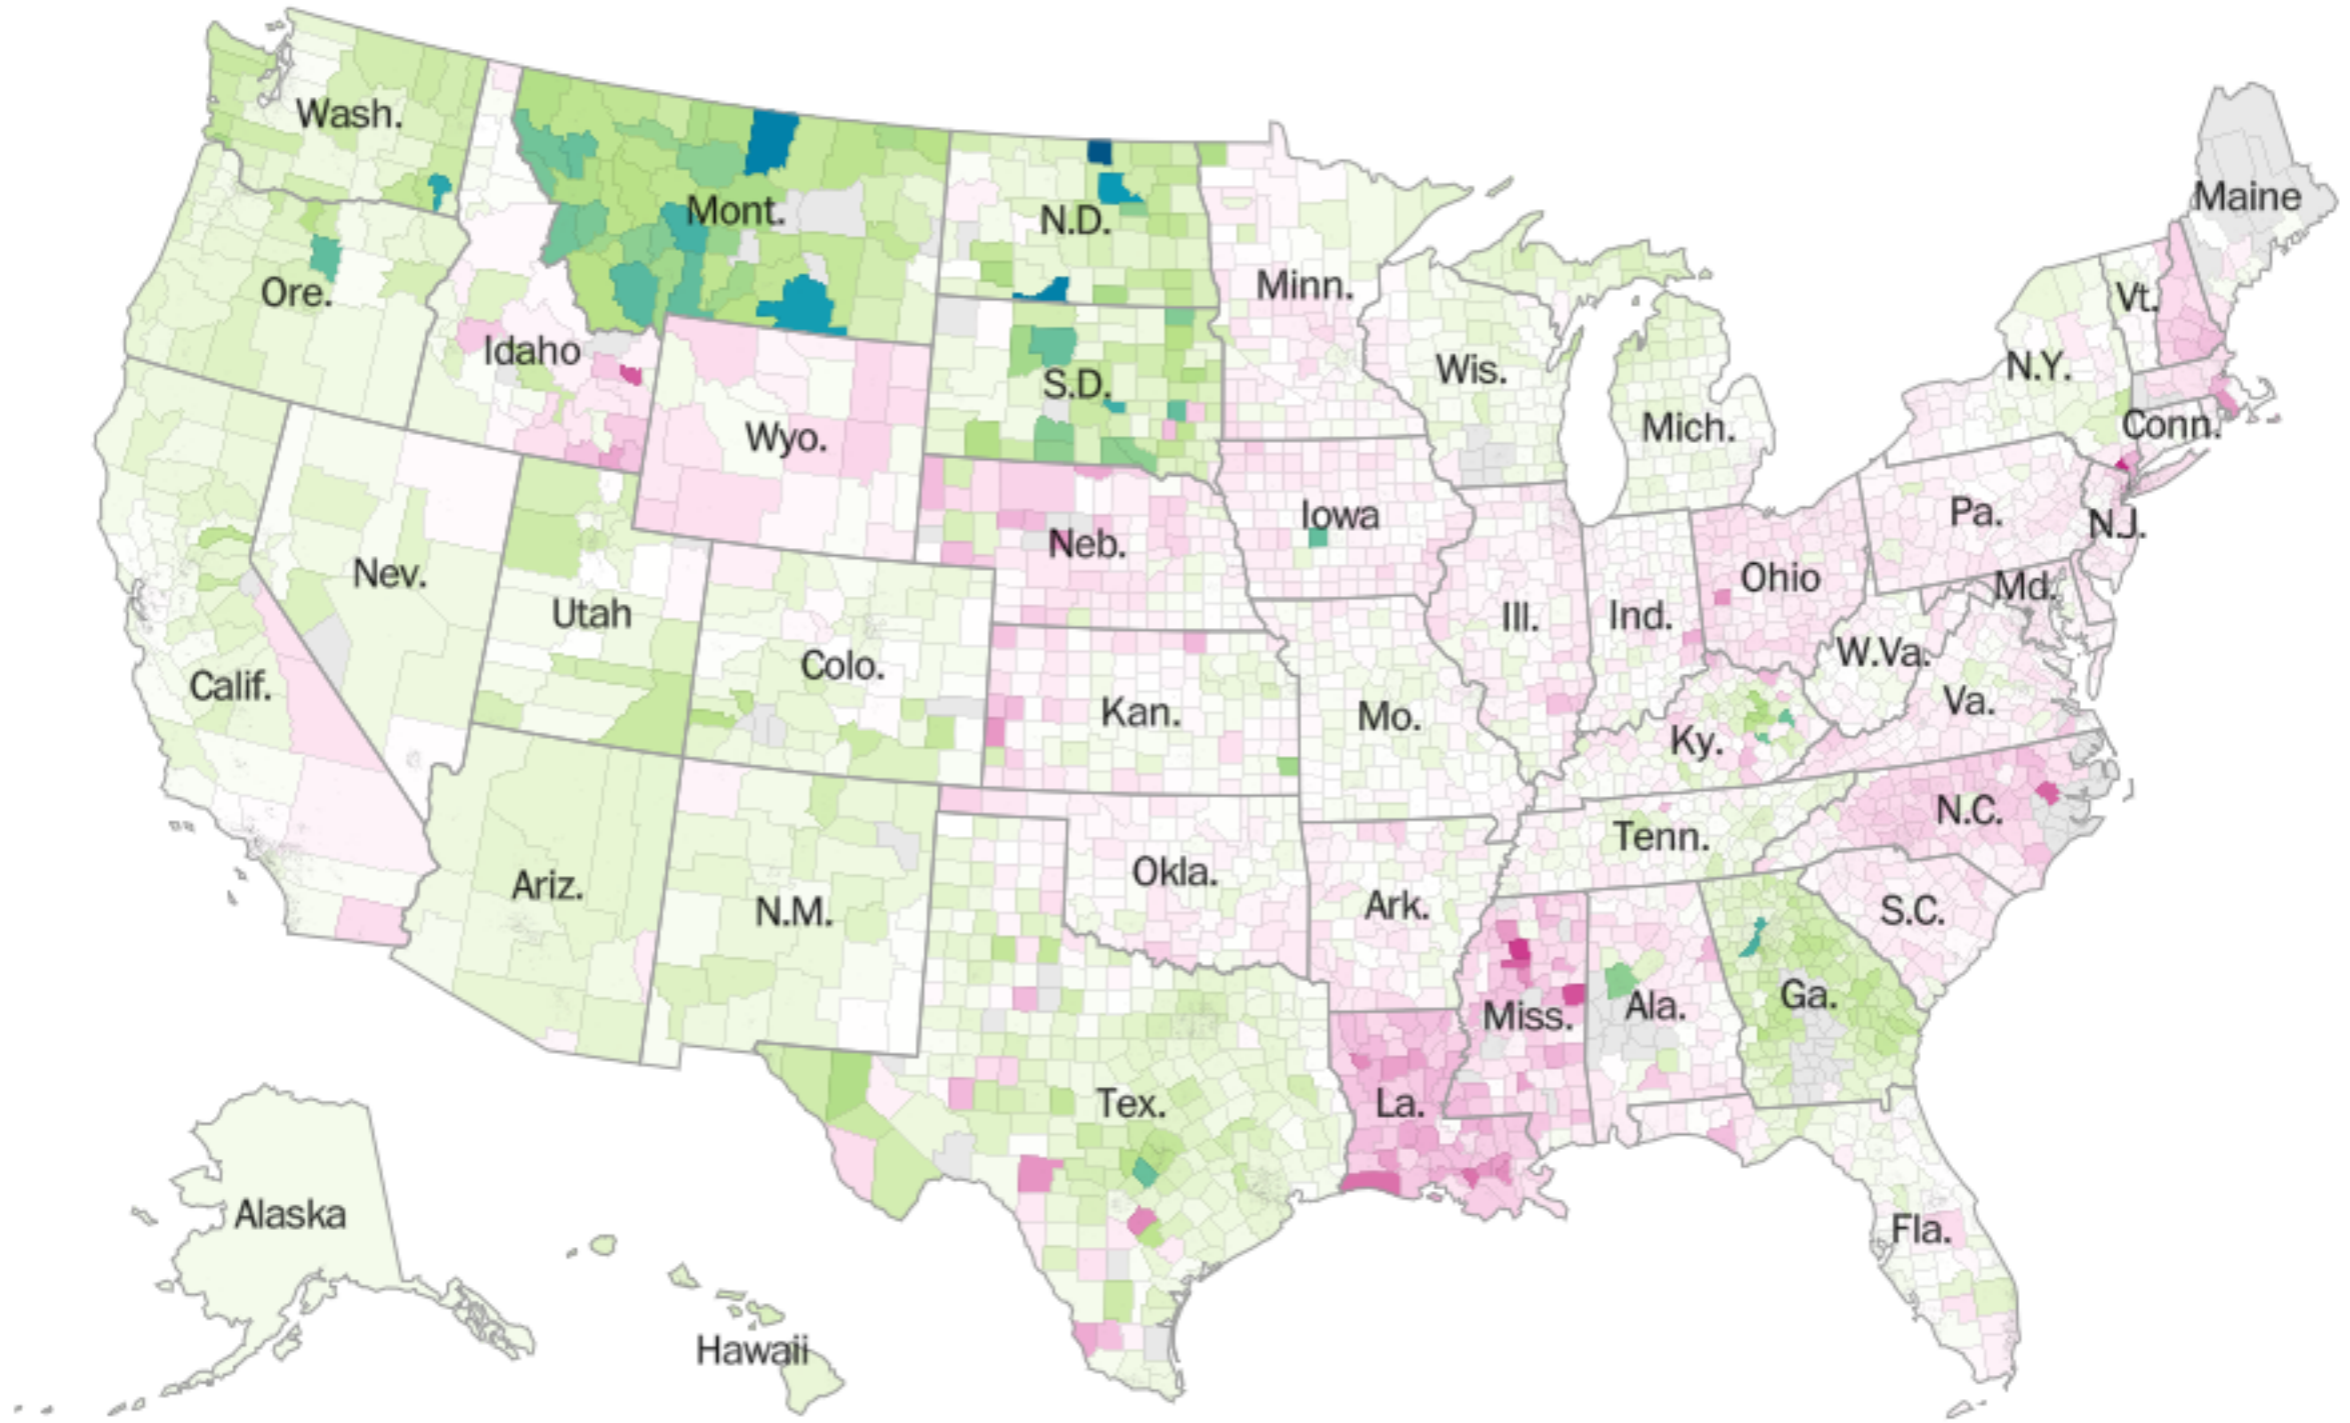 Wash.
Maine
Mont.
N.D.
Minn.
Ore.
Vt.
Idaho
Wis.
N.Y.
S.D.
Mich.
Conn.
Wyo.
Iowa
Pa.
N.J.
Neb.
Nev.
Ohio
Md.
Utah
Ill.
Ind.
W.Va.
Colo.
Calif.
Kan.
Mo.
Va.
Ky.
N.C.
Tenn.
Okla.
Ariz.
Ark.
N.M.
S.C.
Ga.
Ala.
Miss.
Tex.
La.
Alaska
Fla.
Hawaii